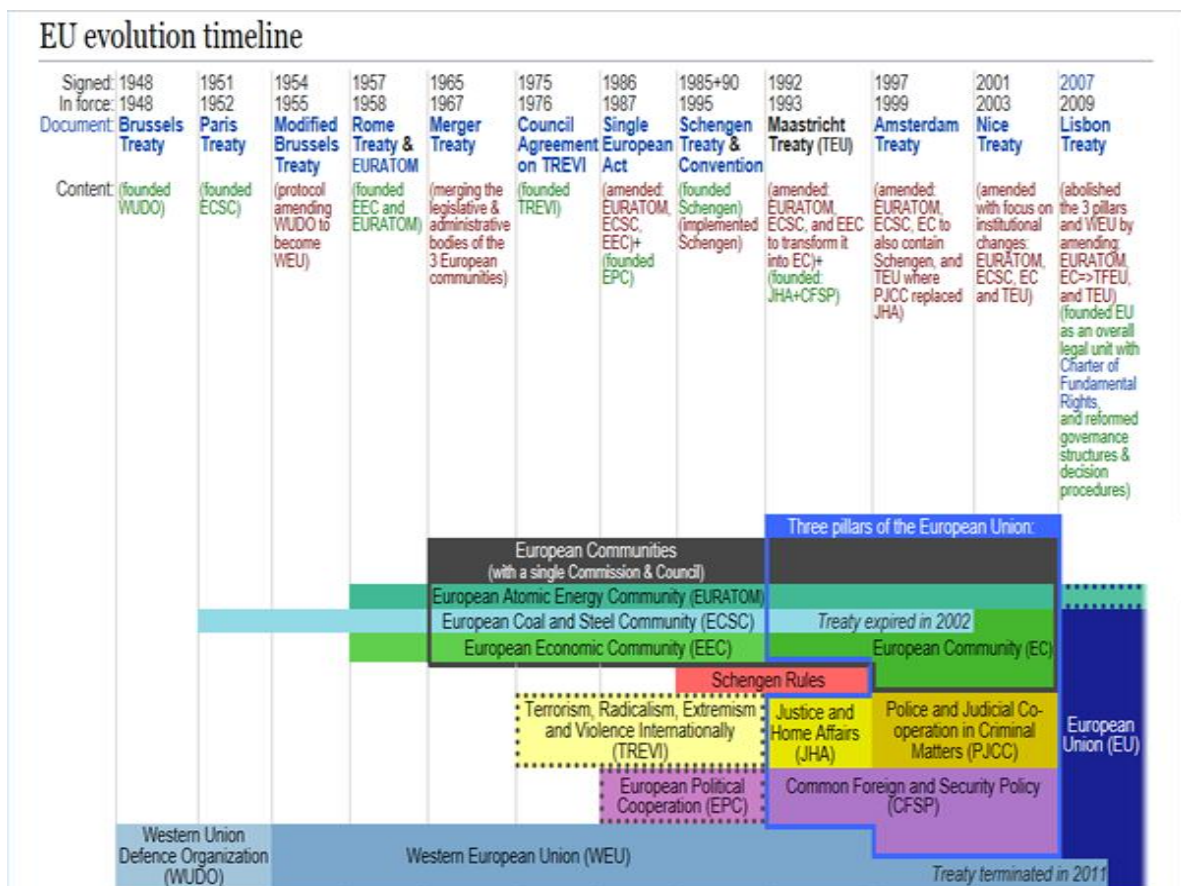 EU evolution timeline
Signed: 1948 1951 1954 1957 1965 1975 1986 1985+90 1992 1997 2001 2007
In force: 1948 1952 1955 1958 1967 1976 1987 1995 1993 1999 2003 2009
Document: Brussels Treaty Paris Treaty Modified Brussels Treaty Rome Treaty & EURATOM Merger Treaty Council Agreement on TREVI Single European Act Schengen Treaty & Convention Maastricht Treaty (TEU) Amsterdam Treaty Nice Treaty Lisbon Treaty
Content:
(founded
WUDO)
(founded
ECSC)
(protocol
amending
WUDO to
become
WEU)
(founded
EEC and
EURATOM)
(merging the
legislative &
administrative
bodies of the
3 European
communities)
(founded
TREVI)
(amended:
EURATOM,
ECSC,
EEC)+
(founded
EPC)
(founded
Schengen)
(implemented
Schengen)
(amended:
EURATOM,
ECSC, and EEC
to transform it
into EC)+
(founded:
JHA+CFSP)
(amended:
EURATOM,
ECSC, EC to
also contain
Schengen, and
TEU where
PJCC replaced
JHA)
(amended
with focus on
institutional
changes:
EURATOM,
ECSC, EC
and TEU)
(abolished
the 3 pillars
and WEU by
amending:
EURATOM,
EC=>TFEU,
and TEU)
(founded EU
as an overall
legal unit with
Charter of
Fundamental
Rights,
and reformed
governance
structures &
decision
procedures)
Three pillars of the European Union:
European Communities
(with a single Commission & Council)
European Atomic Energy Community (EURATOM)
European Coal and Steel Community (ECSC)
Treaty expired in 2002
European Economic Community (EEC)
European Community (EC)
Schengen Rules
Terrorism, Radicalism, Extremism
and Violence Internationally
(TREVI)
Justice and
Home Affairs
(JHA)
Police and Judicial Co-
operation in Criminal
Matters (PJCC)
European
Union (EU)
European Political
Cooperation (EPC)
Common Foreign and Security Policy
(CFSP)
Western Union
Defence Organization
(WUDO)
Western European Union (WEU)
Treaty terminated in 2011